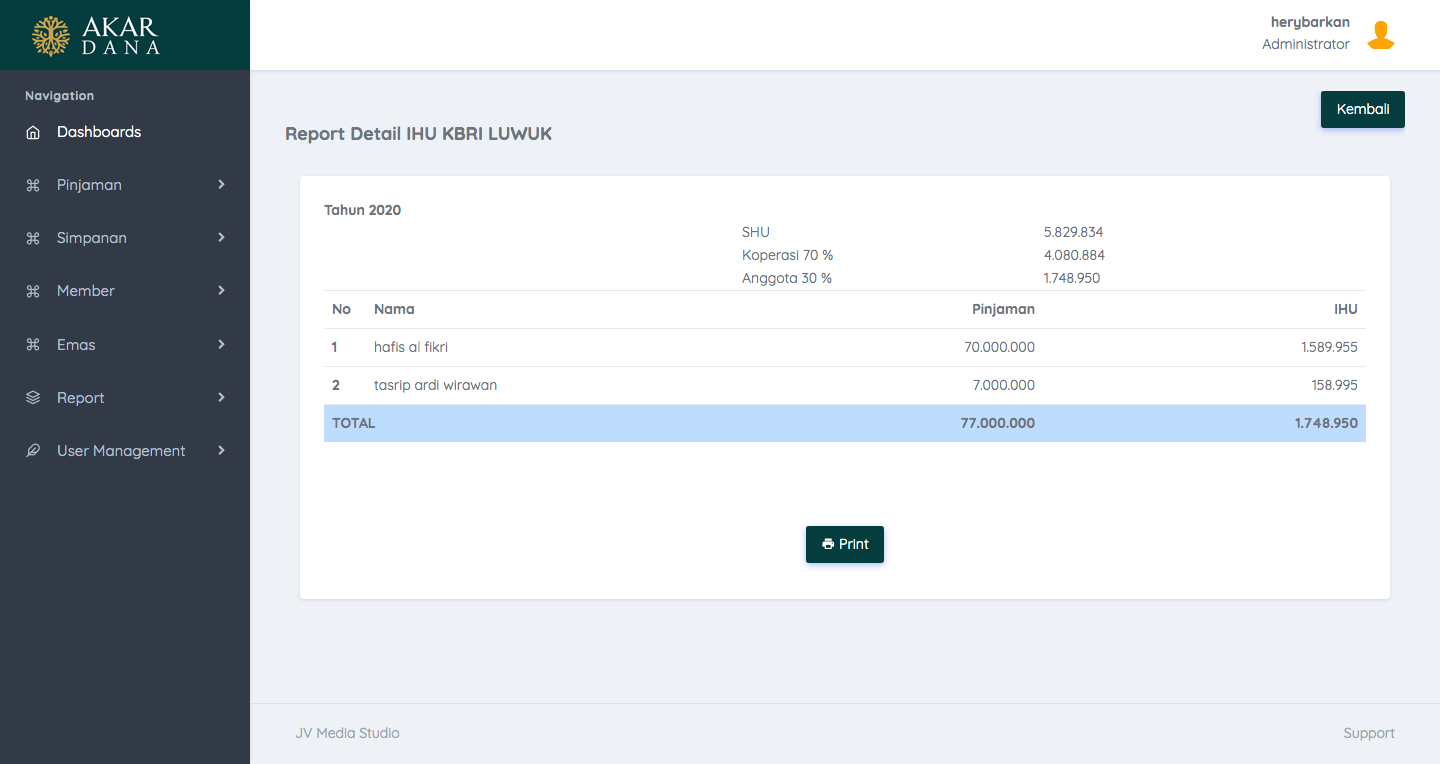 AKAR
DANA
herybarkan
Administrator
Navigation
Dashboards
Pinjaman
Simpanan
Member
Emas
Report
User Management
Kembali
Report Detail IHU KBRI LUWUK
Tahun 2020
SHU 5.829.834
Koperasi 70 % 4.080.884
Anggota 30 % 1.748.950
No Nama Pinjaman IHU
1 hafis al fikri 70.000.000 1.589.955
2 tasrip ardi wirawan 7.000.000 158.995
TOTAL 77.000.000 1.748.950
Print
JV Media Studio Support